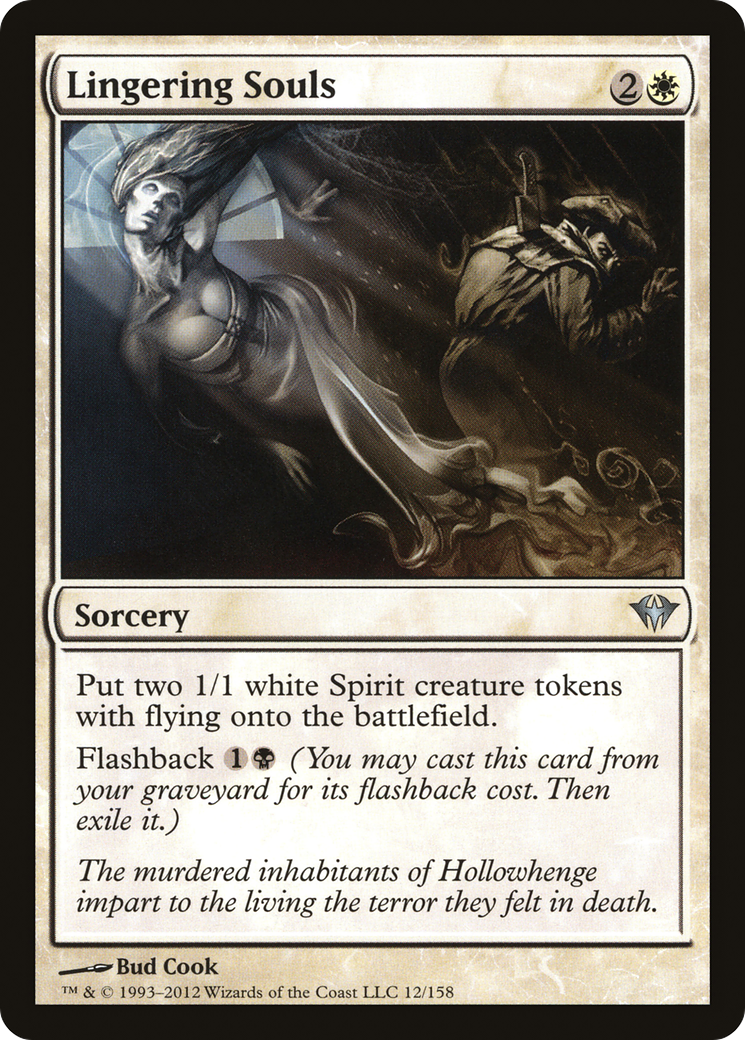 Lingering Souls 2
Sorcery
Put two 1/1 white Spirit creature tokens
with flying onto the battlefield.
Flashback 1 (You may cast this card from
your graveyard for its flashback cost. Then
exile it.)
The murdered inhabitants of Hollowhenge
impart to the living the terror they felt in death.
Bud Cook
™ & © 1993–2012 Wizards of the Coast LLC 12/158